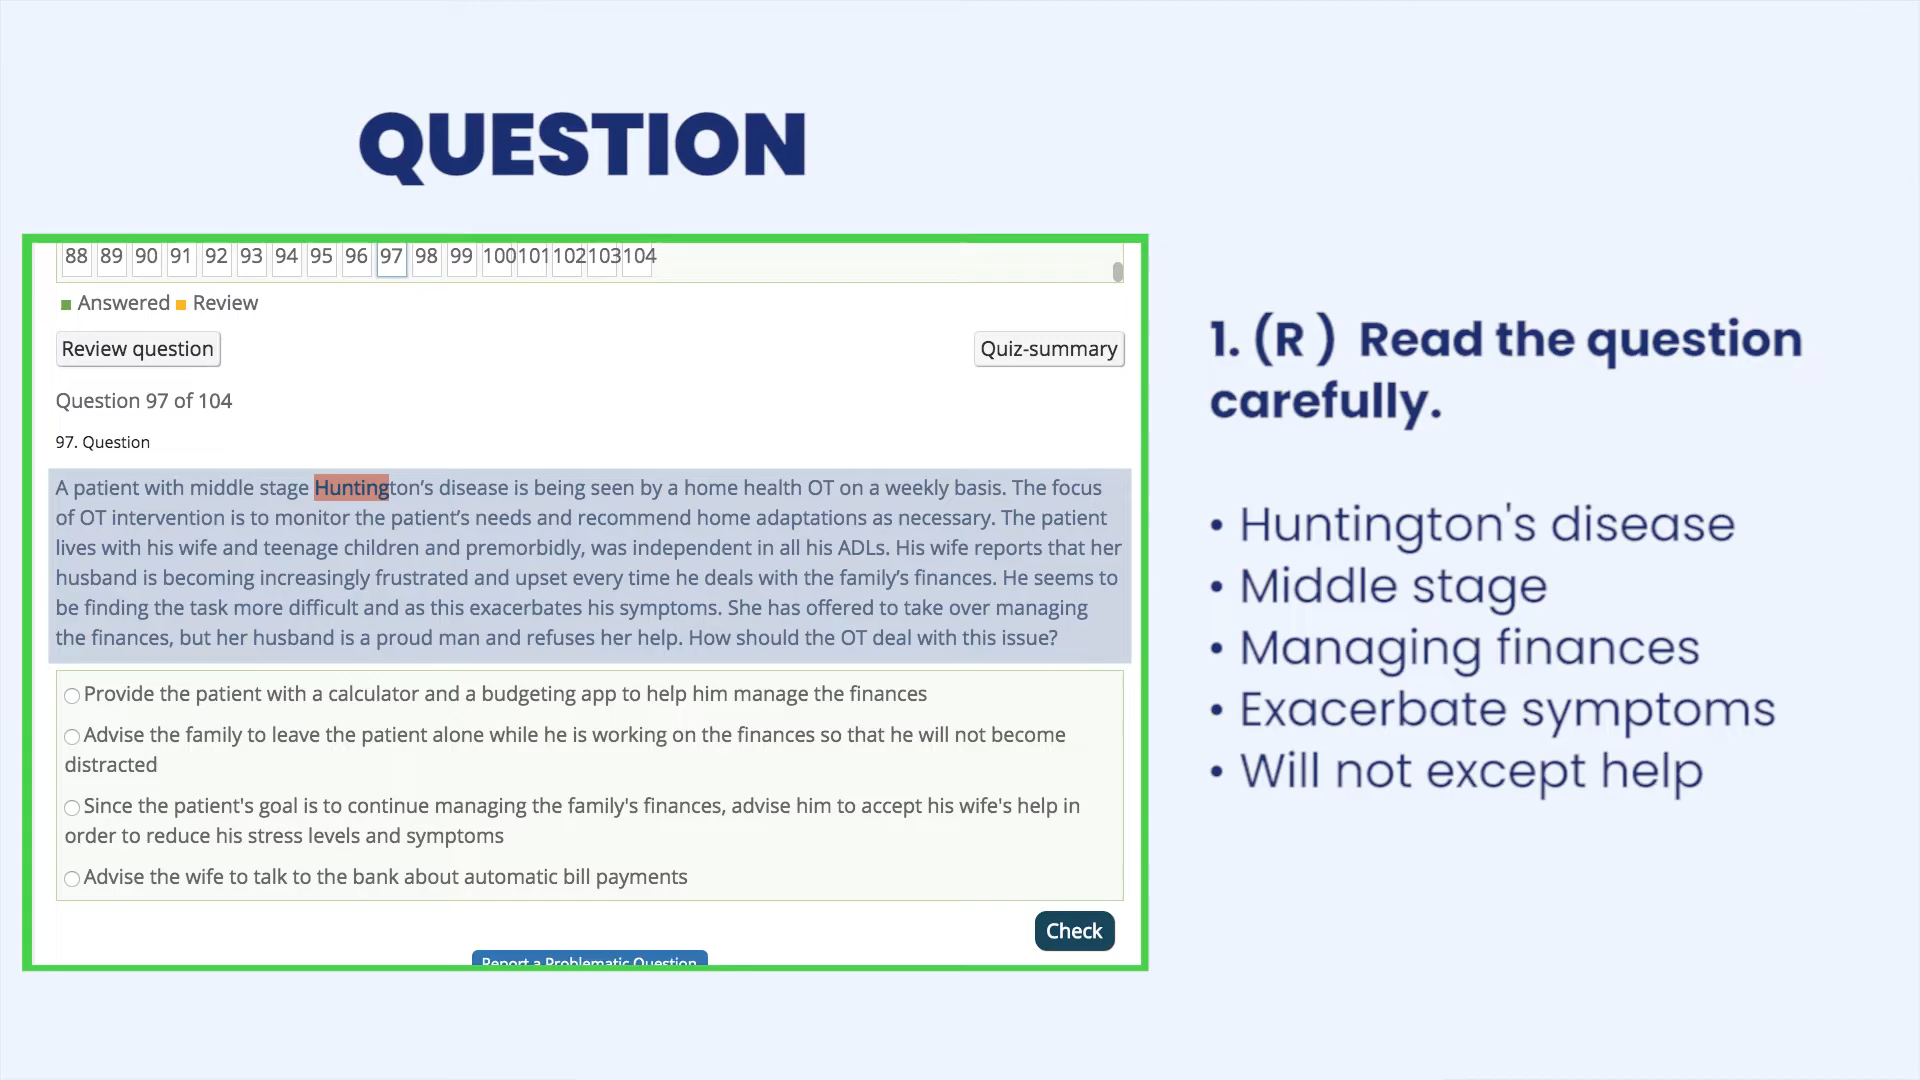 QUESTION
88 89 90 91 92 93 94 95 96 97 98 99 100 101 102 103 104
Answered Review
Review question
Quiz-summary
Question 97 of 104
97. Question
A patient with middle stage Huntington's disease is being seen by a home health OT on a weekly basis. The focus
of OT intervention is to monitor the patient's needs and recommend home adaptations as necessary. The patient
lives with his wife and teenage children and premorbidly, was independent in all his ADLs. His wife reports that her
husband is becoming increasingly frustrated and upset every time he deals with the family's finances. He seems to
be finding the task more difficult and as this exacerbates his symptoms. She has offered to take over managing
the finances, but her husband is a proud man and refuses her help. How should the OT deal with this issue?
Provide the patient with a calculator and a budgeting app to help him manage the finances
Advise the family to leave the patient alone while he is working on the finances so that he will not become
distracted
Since the patient's goal is to continue managing the family's finances, advise him to accept his wife's help in
order to reduce his stress levels and symptoms
Advise the wife to talk to the bank about automatic bill payments
Check
Report a Problematic Question
1. (R ) Read the question
carefully.
• Huntington's disease
• Middle stage
• Managing finances
• Exacerbate symptoms
• Will not except help